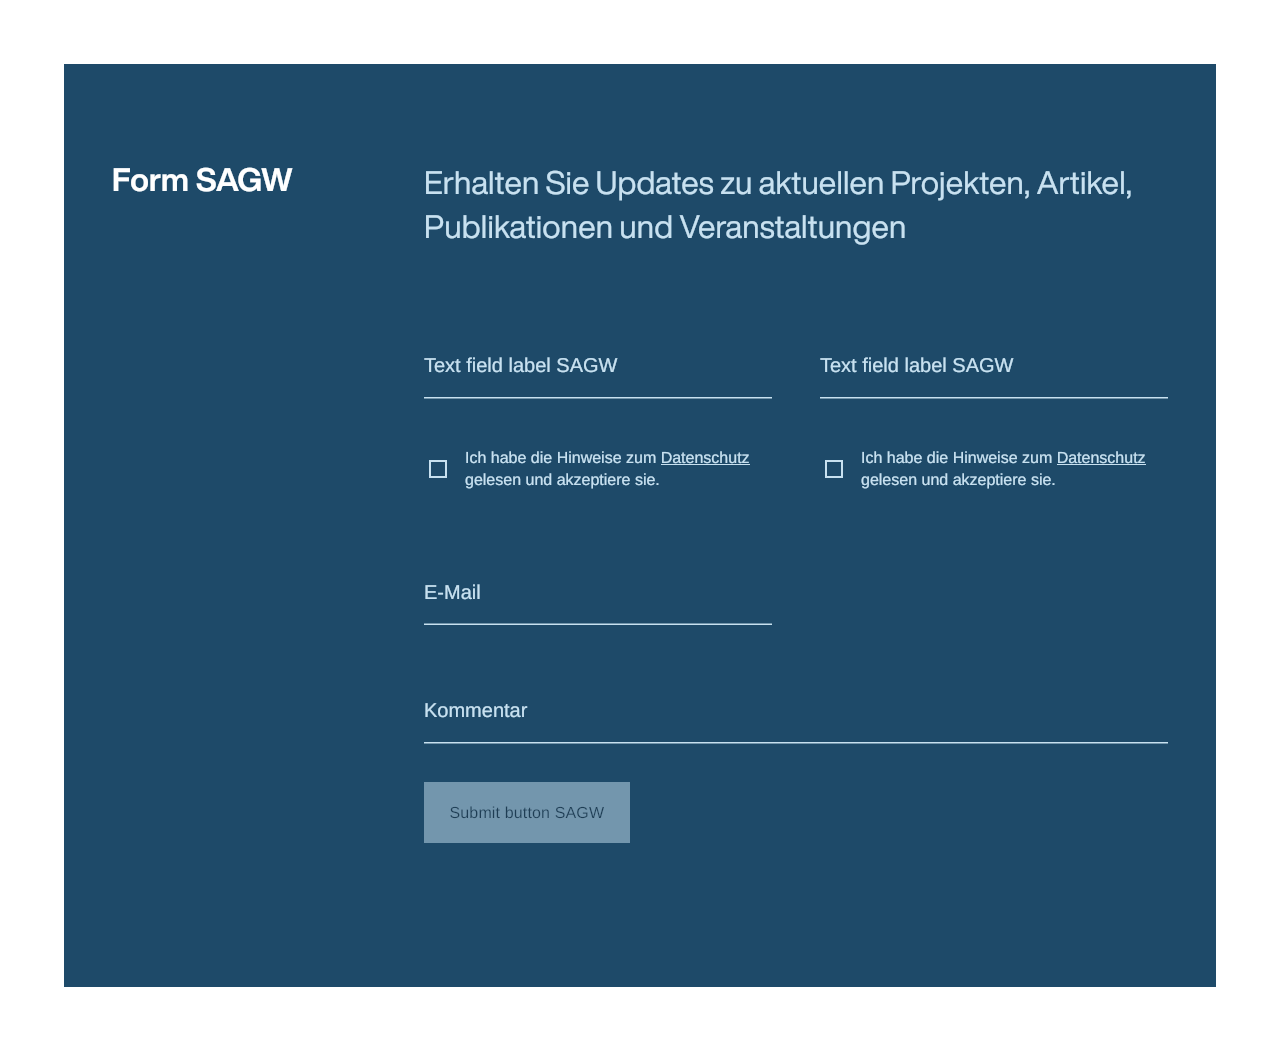 Form SAGW
Erhalten Sie Updates zu aktuellen Projekten, Artikel,
Publikationen und Veranstaltungen
Text field label SAGW
Text field label SAGW
Ich habe die Hinweise zum Datenschutz
gelesen und akzeptiere sie.
Ich habe die Hinweise zum Datenschutz
gelesen und akzeptiere sie.
E-Mail
Kommentar
Submit button SAGW